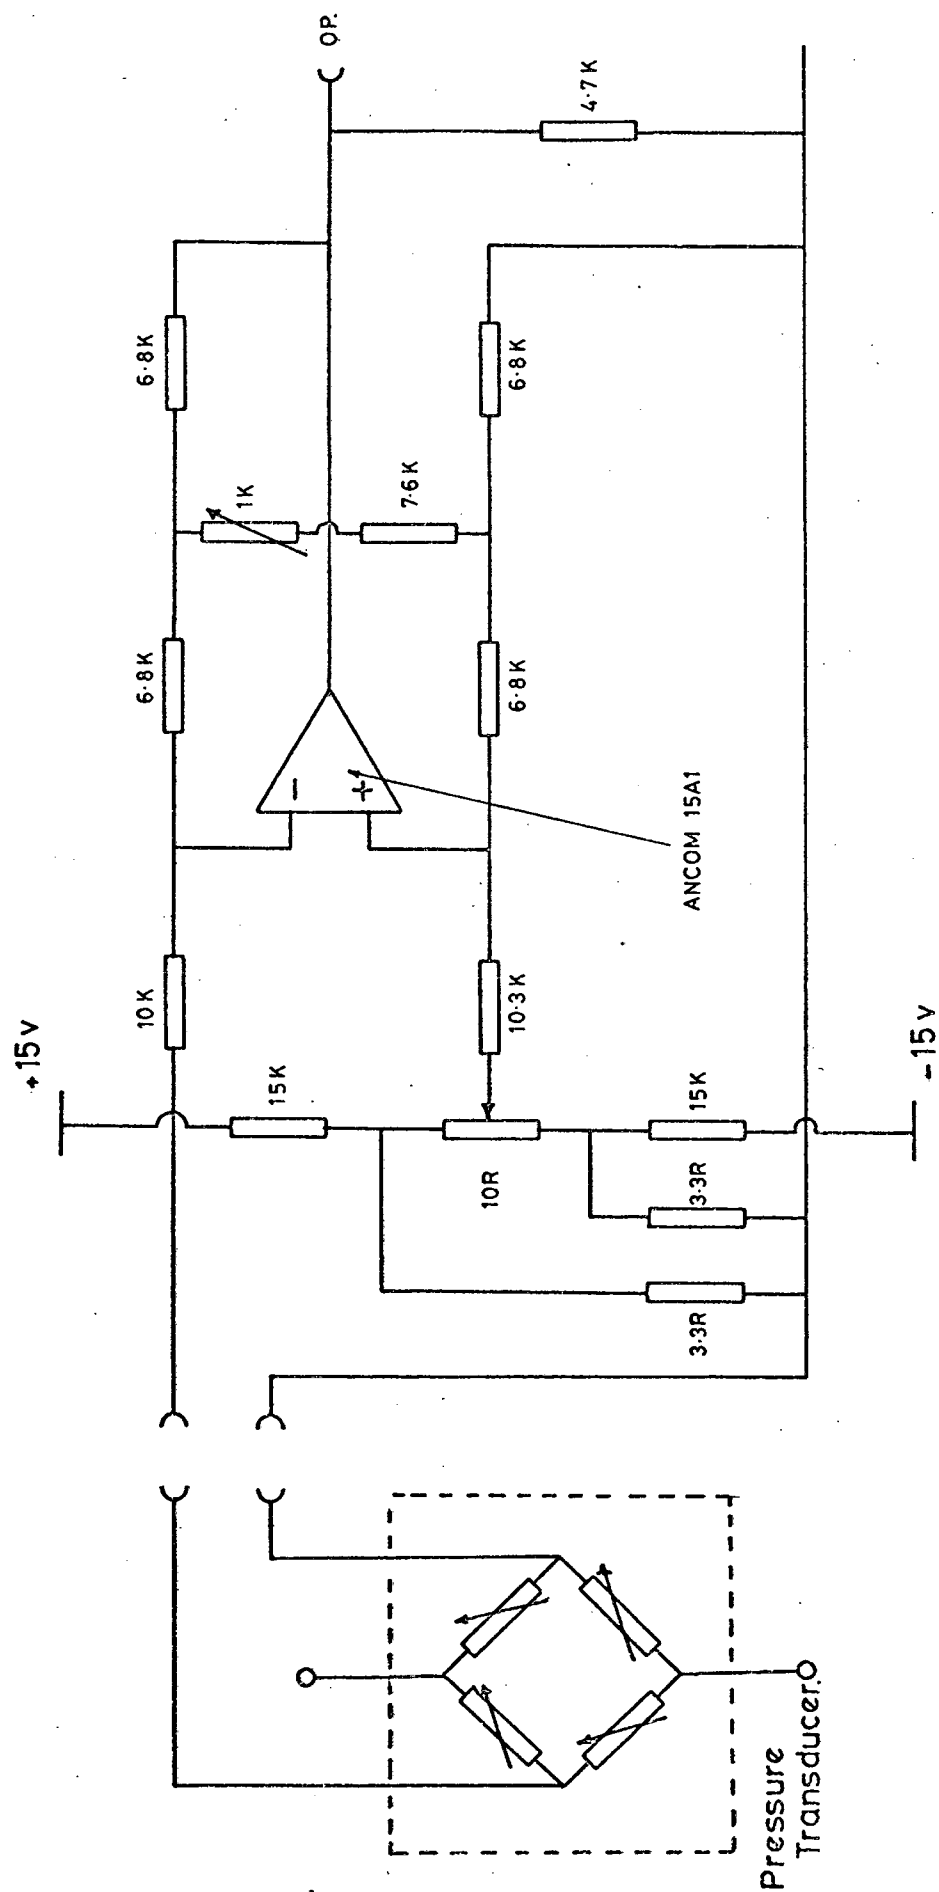 +15V
10K
6.8K
6.8K
OP.
15K
1K
7.6K
4.7K
10R
10.3K
6.8K
6.8K
3.3R
3.3R
15K
ANCOM 15A1
-15V
Pressure
Transducer.
−
+